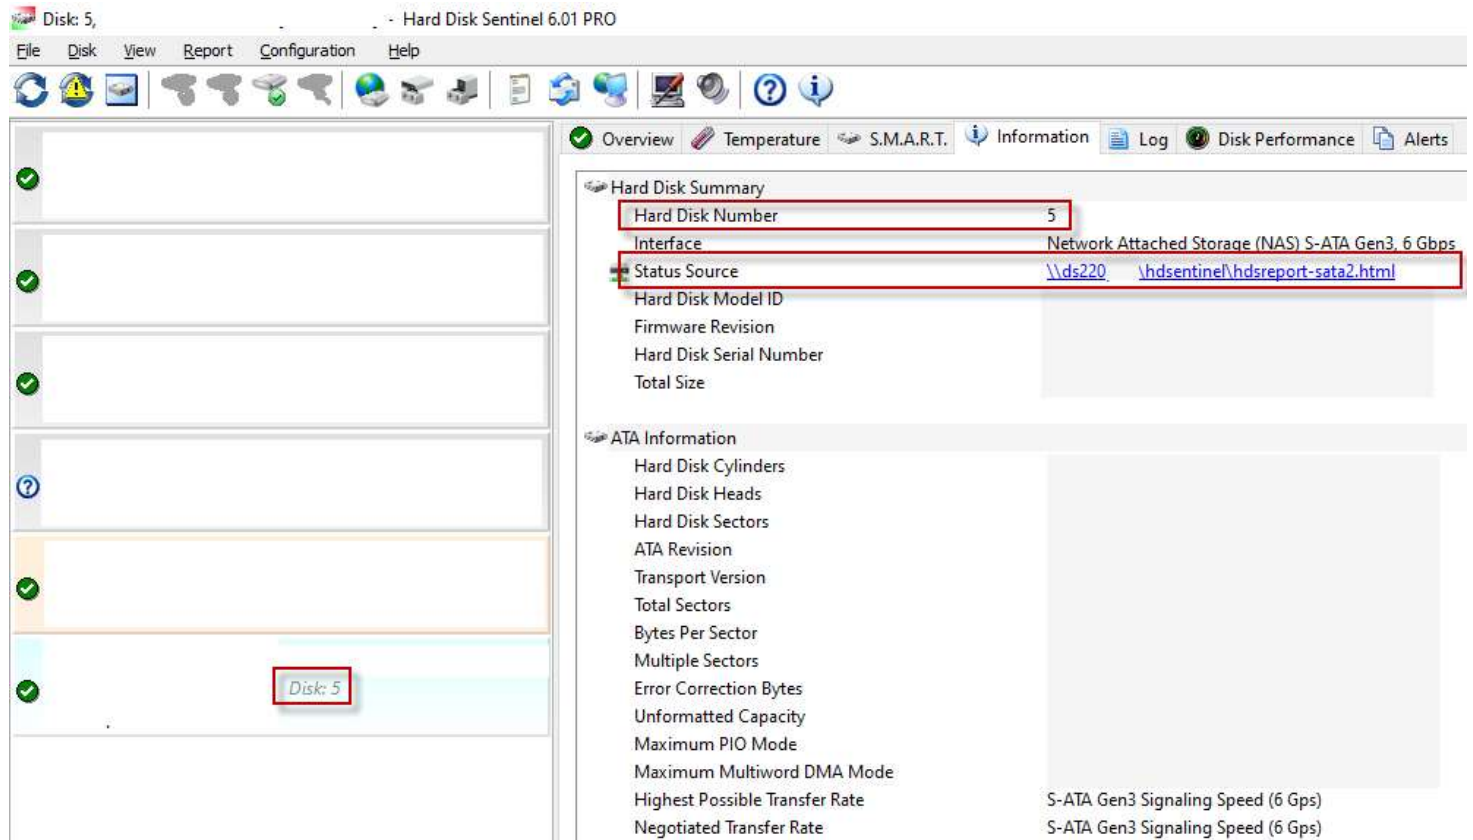 Disk: 5, - - - Hard Disk Sentinel 6.01 PRO
File Disk View Report Configuration Help
Overview Temperature S.M.A.R.T. Information Log Disk Performance Alerts
Hard Disk Summary
Hard Disk Number 5
Interface Network Attached Storage (NAS) S-ATA Gen3, 6 Gbps
Status Source \\ds220 \hdsentinel\hdsreport-sata2.html
Hard Disk Model ID
Firmware Revision
Hard Disk Serial Number
Total Size
ATA Information
Hard Disk Cylinders
Hard Disk Heads
Hard Disk Sectors
ATA Revision
Transport Version
Total Sectors
Bytes Per Sector
Multiple Sectors
Error Correction Bytes
Unformatted Capacity
Maximum PIO Mode
Maximum Multiword DMA Mode
Highest Possible Transfer Rate S-ATA Gen3 Signaling Speed (6 Gps)
Negotiated Transfer Rate S-ATA Gen3 Signaling Speed (6 Gps)
Disk: 5